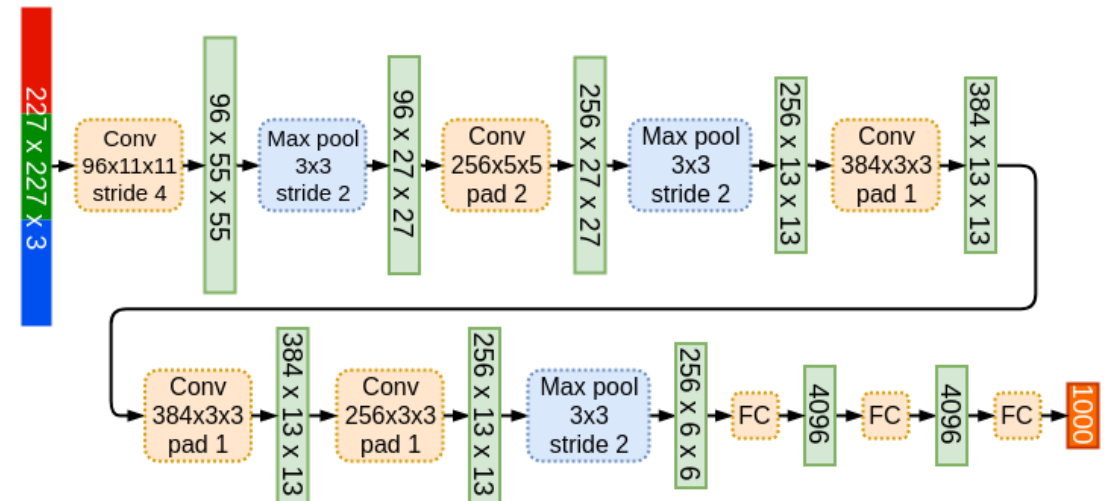 227 x 227 x 3
Conv
96x11x11
stride 4
96 x 55 x 55
Max pool
3x3
stride 2
96 x 27 x 27
Conv
256x5x5
pad 2
256 x 27 x 27
Max pool
3x3
stride 2
256 x 13 x 13
Conv
384x3x3
pad 1
384 x 13 x 13
Conv
384x3x3
pad 1
384 x 13 x 13
Conv
256x3x3
pad 1
256 x 13 x 13
Max pool
3x3
stride 2
256 x 6 x 6
FC
4096
FC
4096
FC
1000